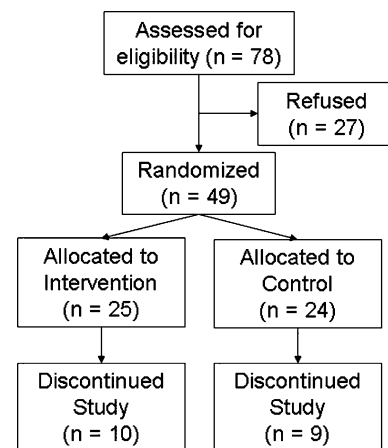 Assessed for
eligibility (n = 78)
Refused
(n = 27)
Randomized
(n = 49)
Allocated to
Intervention
(n = 25)
Allocated to
Control
(n = 24)
Discontinued
Study
(n = 10)
Discontinued
Study
(n = 9)